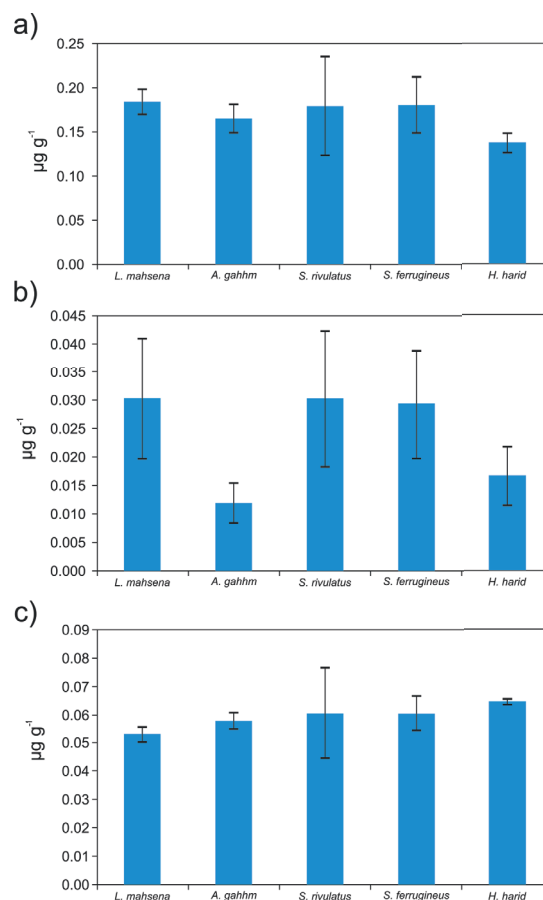 a)
0.25
0.20
0.15
0.10
0.05
0.00
µg g⁻¹
L. mahsena A. gahhm S. rivulatus S. ferrugineus H. harid
b)
0.045
0.040
0.035
0.030
0.025
0.020
0.015
0.010
0.005
0.000
µg g⁻¹
L. mahsena A. gahhm S. rivulatus S. ferrugineus H. harid
c)
0.09
0.08
0.07
0.06
0.05
0.04
0.03
0.02
0.01
0.00
µg g⁻¹
L. mahsena A. gahhm S. rivulatus S. ferrugineus H. harid